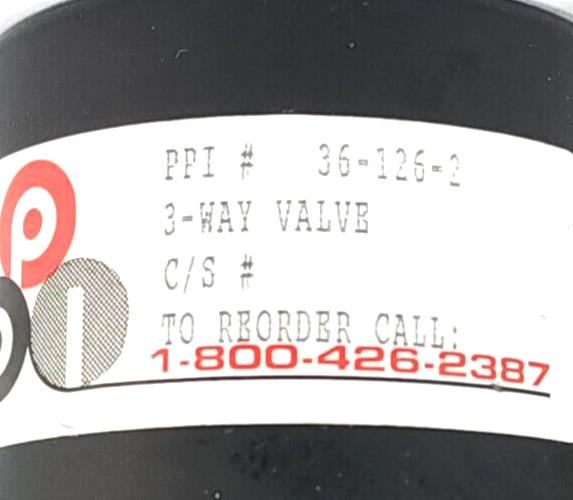 PPI # 36-126-2
3-WAY VALVE
C/S #
TO REORDER CALL:
1-800-426-2387